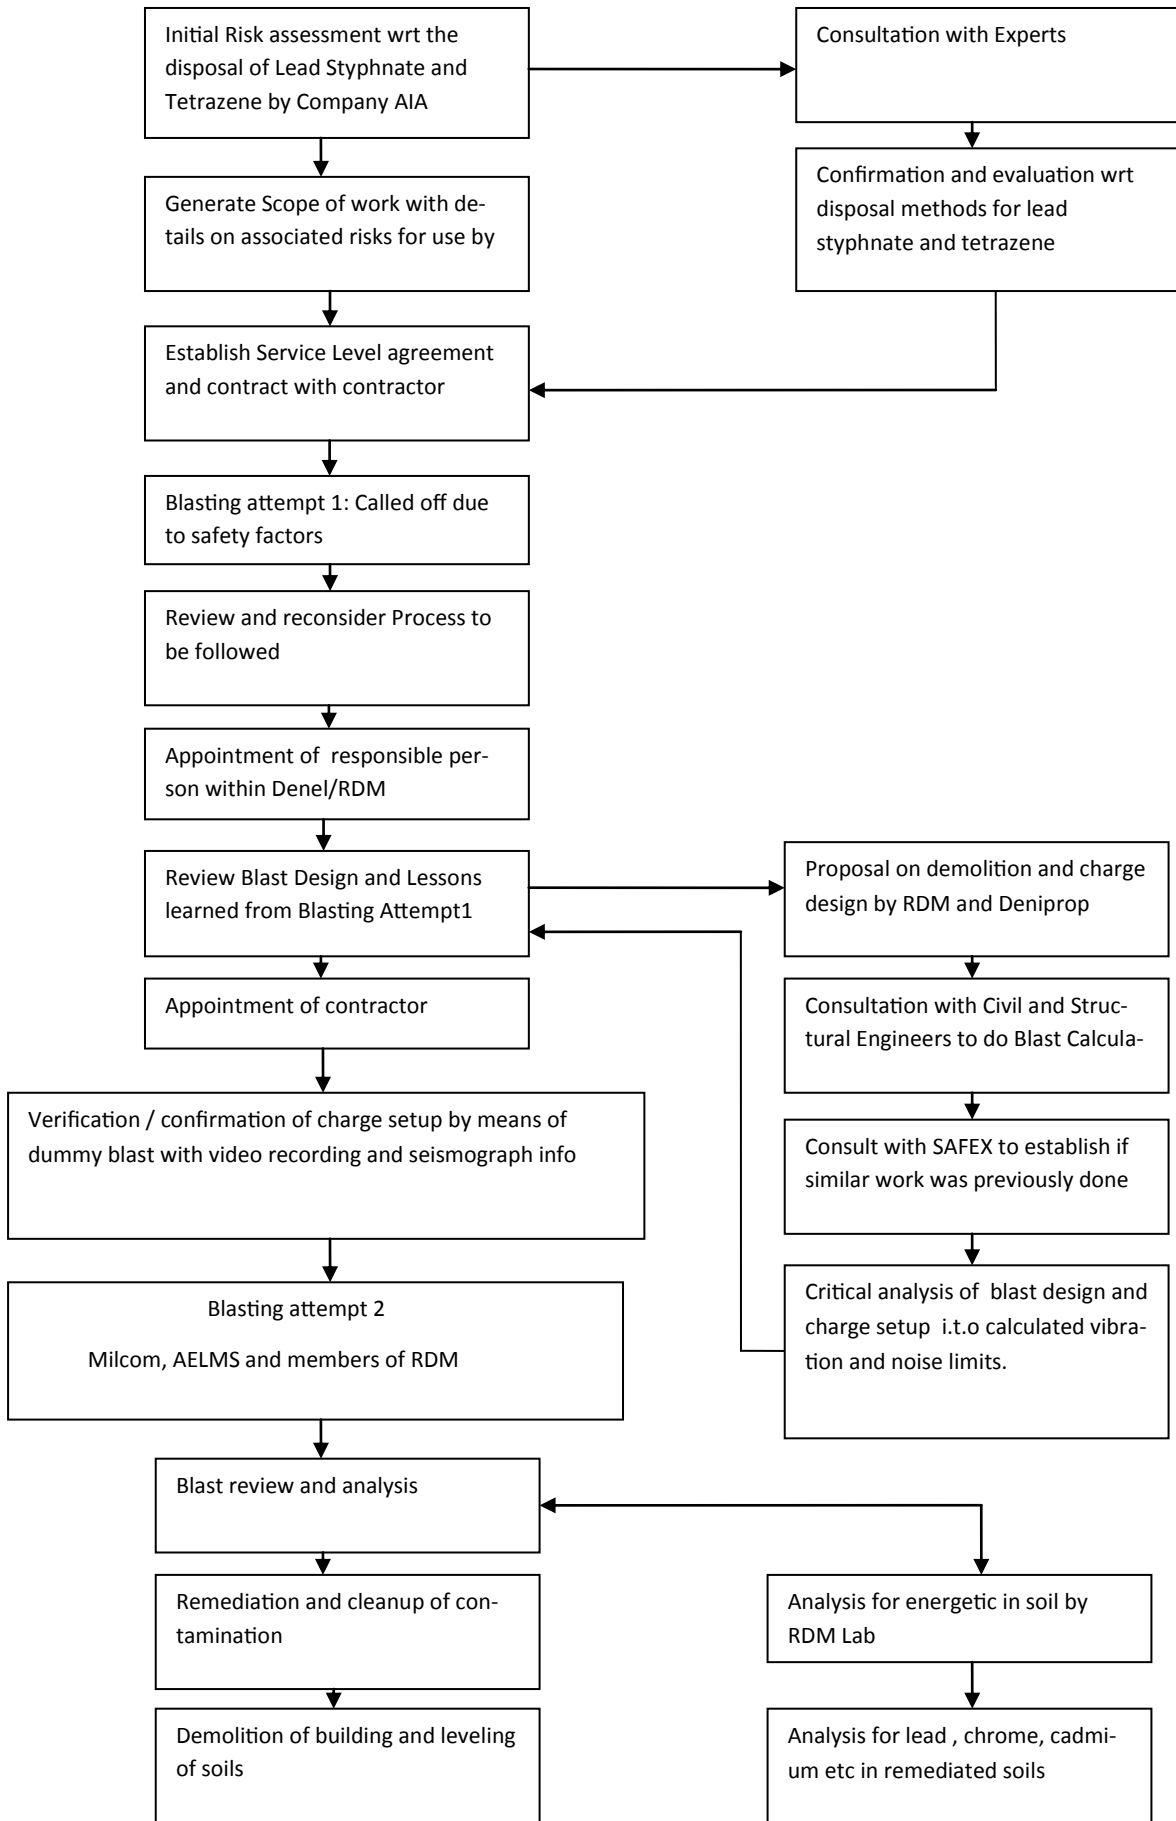 Initial Risk assessment wrt the
disposal of Lead Styphnate and
Tetrazene by Company AIA
Consultation with Experts
Confirmation and evaluation wrt
disposal methods for lead
styphnate and tetrazene
Generate Scope of work with de-
tails on associated risks for use by
Establish Service Level agreement
and contract with contractor
Blasting attempt 1: Called off due
to safety factors
Review and reconsider Process to
be followed
Appointment of  responsible per-
son within Denel/RDM
Review Blast Design and Lessons
learned from Blasting Attempt1
Proposal on demolition and charge
design by RDM and Deniprop
Consultation with Civil and Struc-
tural Engineers to do Blast Calcula-
Consult with SAFEX to establish if
similar work was previously done
Critical analysis of  blast design and
charge setup  i.t.o calculated vibra-
tion and noise limits.
Appointment of contractor
Verification / confirmation of charge setup by means of
dummy blast with video recording and seismograph info
Blasting attempt 2
Milcom, AELMS and members of RDM
Blast review and analysis
Remediation and cleanup of con-
tamination
Demolition of building and leveling
of soils
Analysis for energetic in soil by
RDM Lab
Analysis for lead , chrome, cadmi-
um etc in remediated soils